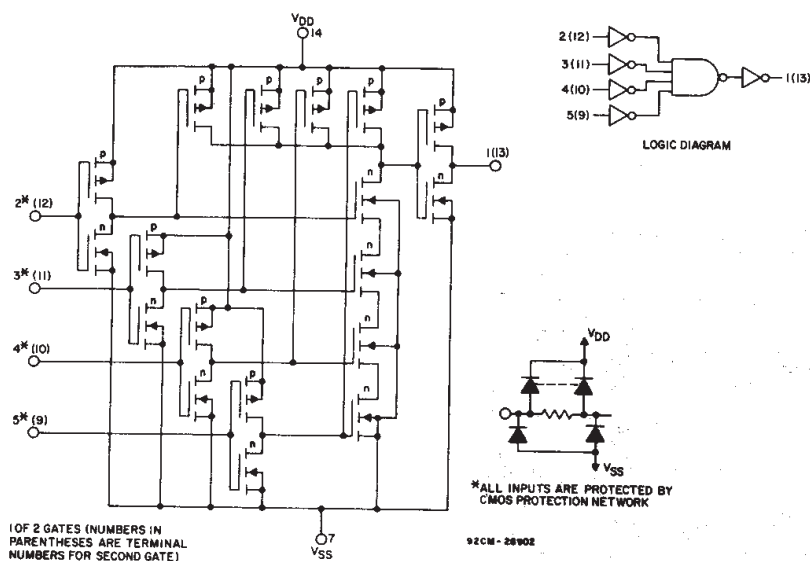 VDD
14
p
p
p
p
p
p
1(13)
n
n
2* (12)
n
p
n
3* (11)
n
p
n
4* (10)
n
p
n
5* (9)
n
7
VSS
1 OF 2 GATES (NUMBERS IN
PARENTHESES ARE TERMINAL
NUMBERS FOR SECOND GATE)
92CM-28902
2(12)
3(11)
4(10)
5(9)
1(13)
LOGIC DIAGRAM
VDD
VSS
*ALL INPUTS ARE PROTECTED BY
CMOS PROTECTION NETWORK